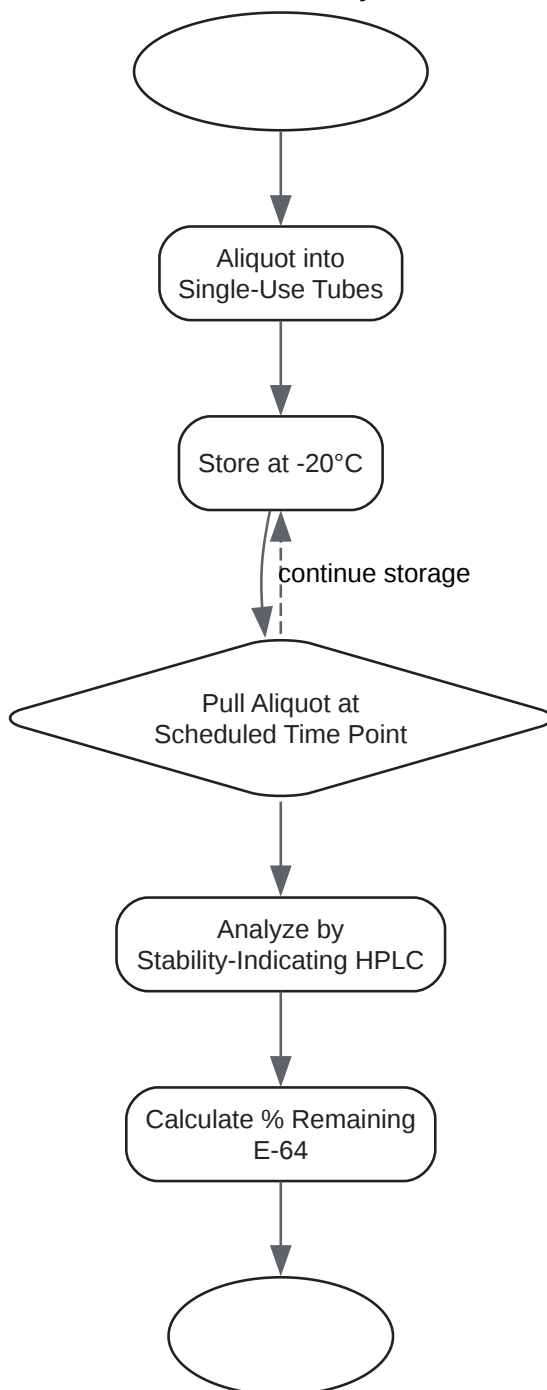 Aliquot into
Single-Use Tubes
Store at -20°C
continue storage
Pull Aliquot at
Scheduled Time Point
Analyze by
Stability-Indicating HPLC
Calculate % Remaining
E-64